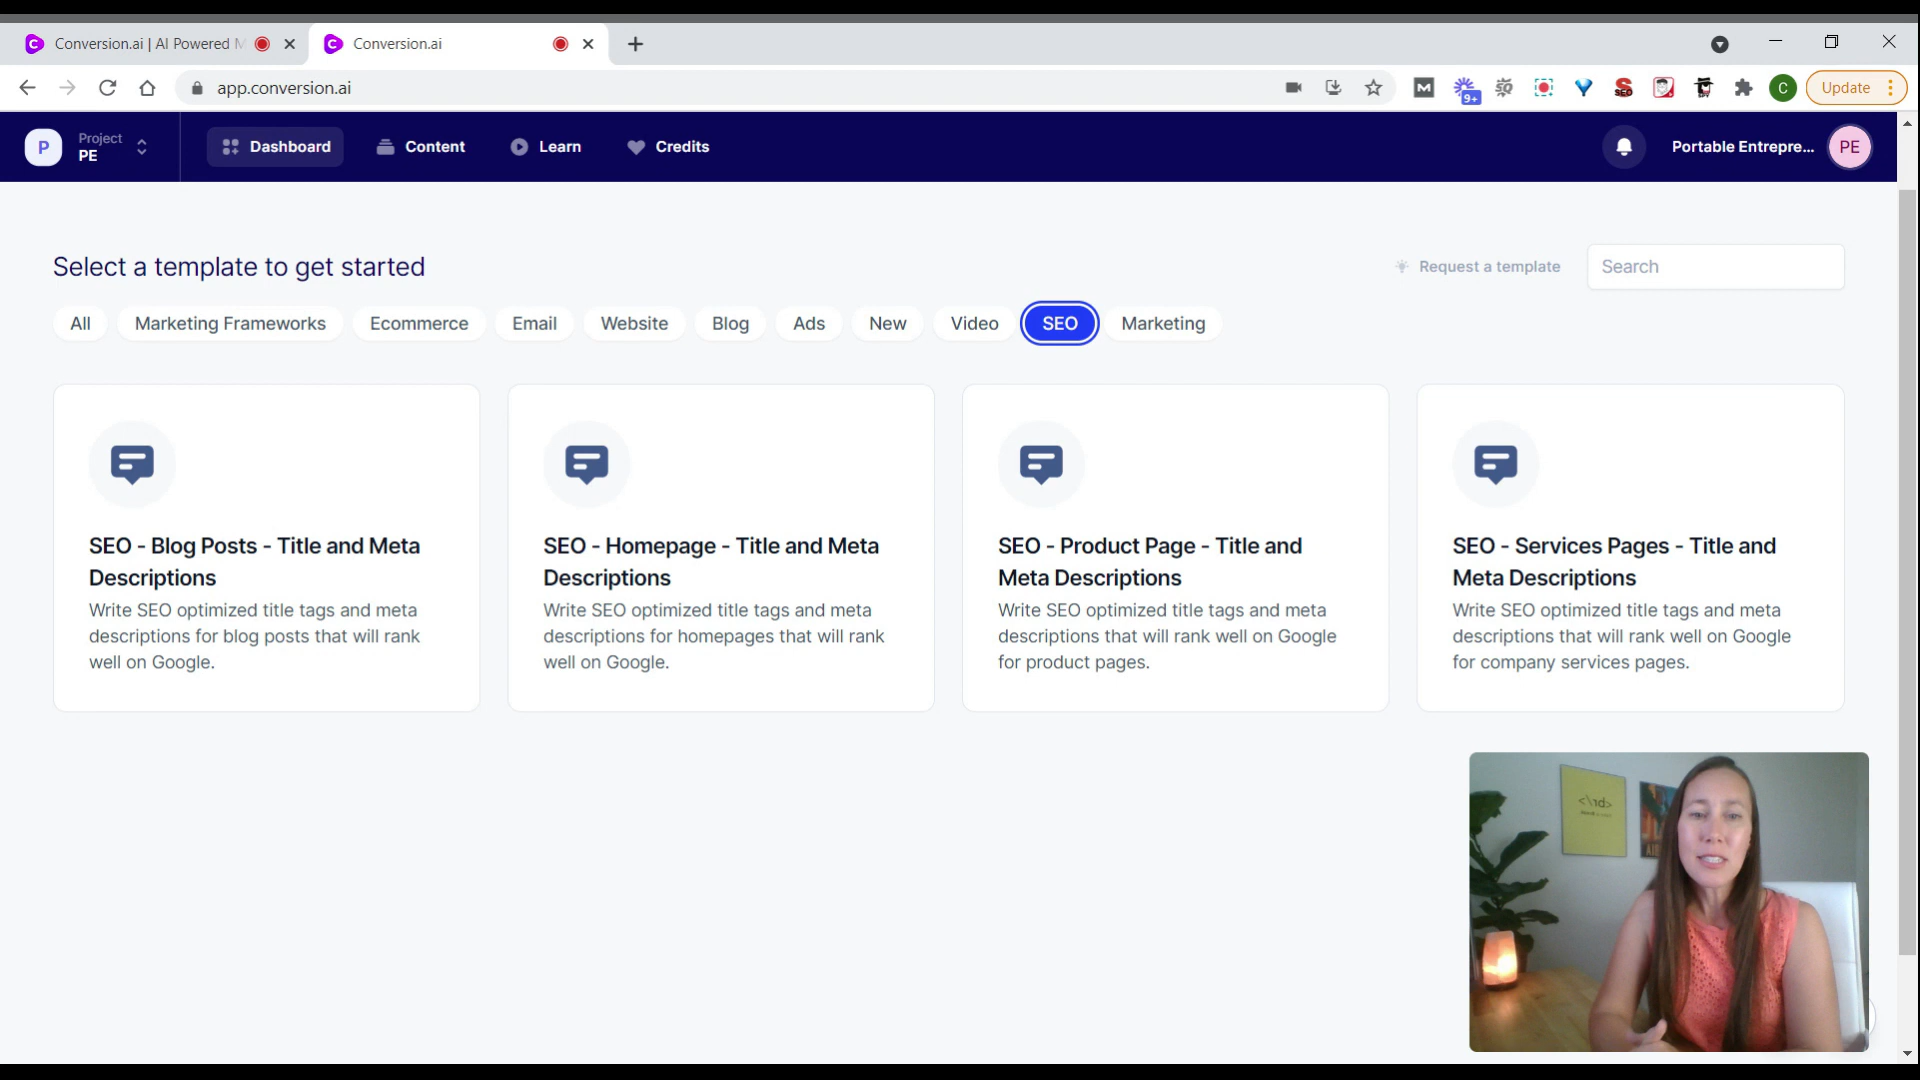 Conversion.ai | AI Powered M
Conversion.ai
app.conversion.ai
9+
SEO
C
Update
P
Project
PE
Dashboard
Content
Learn
Credits
Portable Entrepre...
PE
Select a template to get started
Request a template
Search
All
Marketing Frameworks
Ecommerce
Email
Website
Blog
Ads
New
Video
SEO
Marketing
SEO - Blog Posts - Title and Meta
Descriptions
Write SEO optimized title tags and meta
descriptions for blog posts that will rank
well on Google.
SEO - Homepage - Title and Meta
Descriptions
Write SEO optimized title tags and meta
descriptions for homepages that will rank
well on Google.
SEO - Product Page - Title and
Meta Descriptions
Write SEO optimized title tags and meta
descriptions that will rank well on Google
for product pages.
SEO - Services Pages - Title and
Meta Descriptions
Write SEO optimized title tags and meta
descriptions that will rank well on Google
for company services pages.